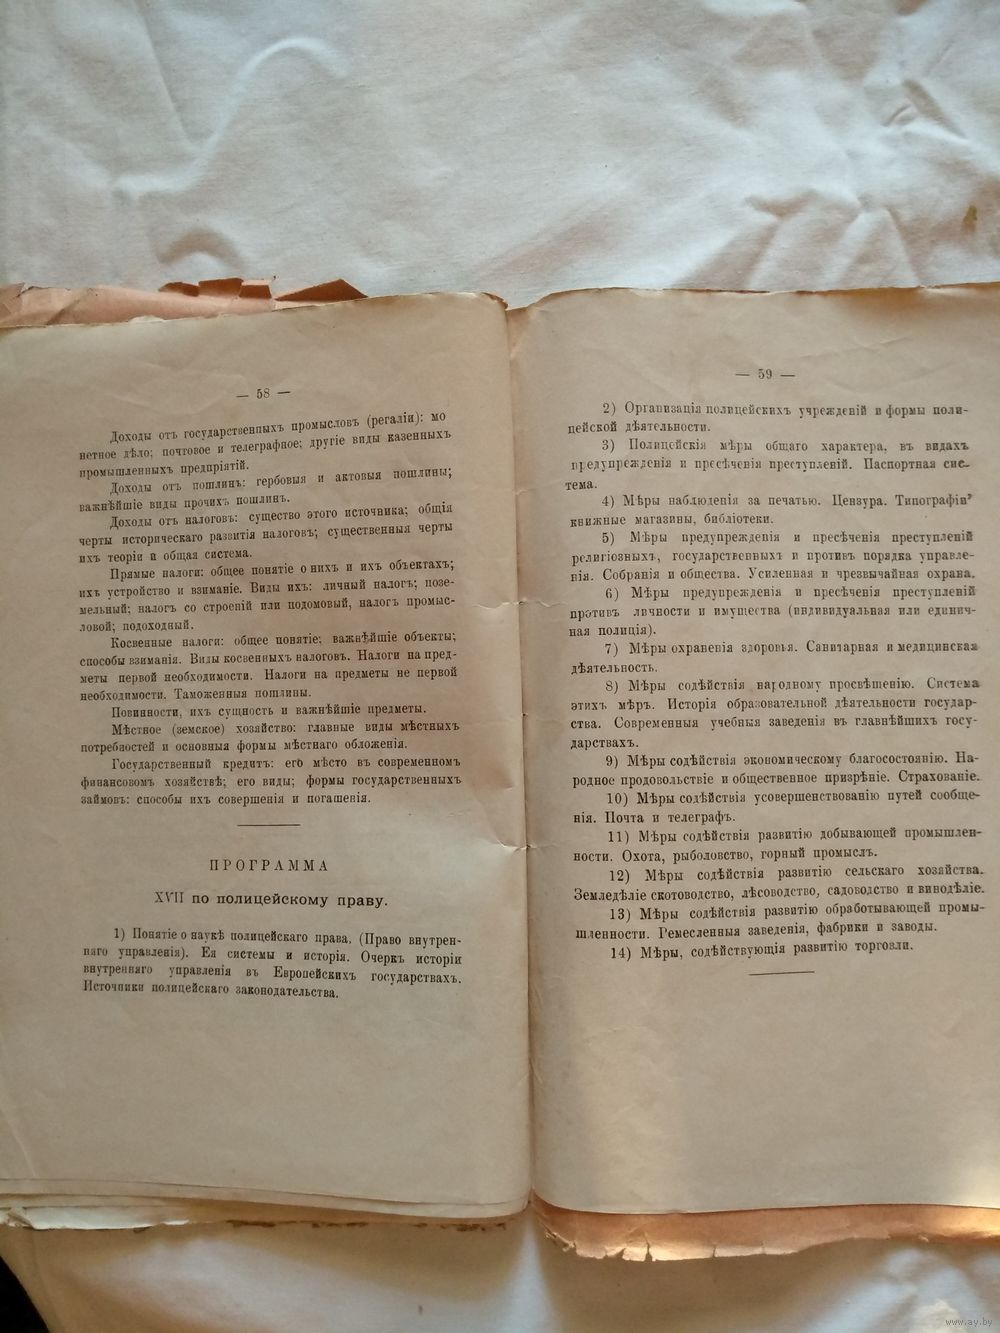 — 58 —
Доходы отъ государственныхъ промысловъ (регаліи): мо
нетное дѣло; почтовое и телеграфное; другіе виды казенныхъ
промышленныхъ предпріятій.
Доходы отъ пошлинъ: гербовыя и актовыя пошлины;
важнѣйшіе виды прочихъ пошлинъ.
Доходы отъ налоговъ: существо этого источника; общія
черты историческаго развитія налоговъ; существенныя черты
ихъ теоріи и общая система.
Прямые налоги: общее понятіе о нихъ и ихъ объектахъ;
ихъ устройство и взиманіе. Виды ихъ: личный налогъ; позе-
мельный; налогъ со строеній или подомовый, налогъ промыс-
ловой; подоходный.
Косвенные налоги: общее понятіе; важнѣйшіе объекты;
способы взиманія. Виды косвенныхъ налоговъ. Налоги на пред-
меты первой необходимости. Налоги на предметы не первой
необходимости. Таможенныя пошлины.
Повинности, ихъ сущность и важнѣйшіе предметы.
Мѣстное (земское) хозяйство: главные виды мѣстныхъ
потребностей и основныя формы мѣстнаго обложенія.
Государственный кредитъ: его мѣсто въ современномъ
финансовомъ хозяйствѣ; его виды; формы государственныхъ
займовъ: способы ихъ совершенія и погашенія.
ПРОГРАММА
XVII по полицейскому праву.
1) Понятіе о наукѣ полицейскаго права. (Право внутрен-
няго управленія). Ея системы и исторія. Очеркъ исторіи
внутренняго управленія въ Европейскихъ государствахъ.
Источники полицейскаго законодательства.
— 59 —
2) Организація полицейскихъ учрежденій и формы поли-
цейской дѣятельности.
3) Полицейскія мѣры общаго характера, въ видахъ
предупрежденія и пресѣченія преступленій. Паспортная сис-
тема.
4) Мѣры наблюденія за печатью. Цензура. Типографіи,
книжные магазины, библіотеки.
5) Мѣры предупрежденія и пресѣченія преступленій
религіозныхъ, государственныхъ и противъ порядка управле-
нія. Собранія и общества. Усиленная и чрезвычайная охрана.
6) Мѣры предупрежденія и пресѣченія преступленій
противъ личности и имущества (индивидуальная или единич-
ная полиція).
7) Мѣры охраненія здоровья. Санитарная и медицинская
дѣятельность.
8) Мѣры содѣйствія народному просвѣщенію. Система
этихъ мѣръ. Исторія образовательной дѣятельности государ-
ства. Современныя учебныя заведенія въ главнѣйшихъ госу-
дарствахъ.
9) Мѣры содѣйствія экономическому благосостоянію. На-
родное продовольствіе и общественное призрѣніе. Страхованіе.
10) Мѣры содѣйствія усовершенствованію путей сообще-
нія. Почта и телеграфъ.
11) Мѣры содѣйствія развитію добывающей промышлен-
ности. Охота, рыболовство, горный промыслъ.
12) Мѣры содѣйствія развитію сельскаго хозяйства.
Земледѣліе скотоводство, лѣсоводство, садоводство и винодѣліе.
13) Мѣры содѣйствія развитію обработывающей промы-
шленности. Ремесленныя заведенія, фабрики и заводы.
14) Мѣры, содѣйствующія развитію торговли.
www.ay.by